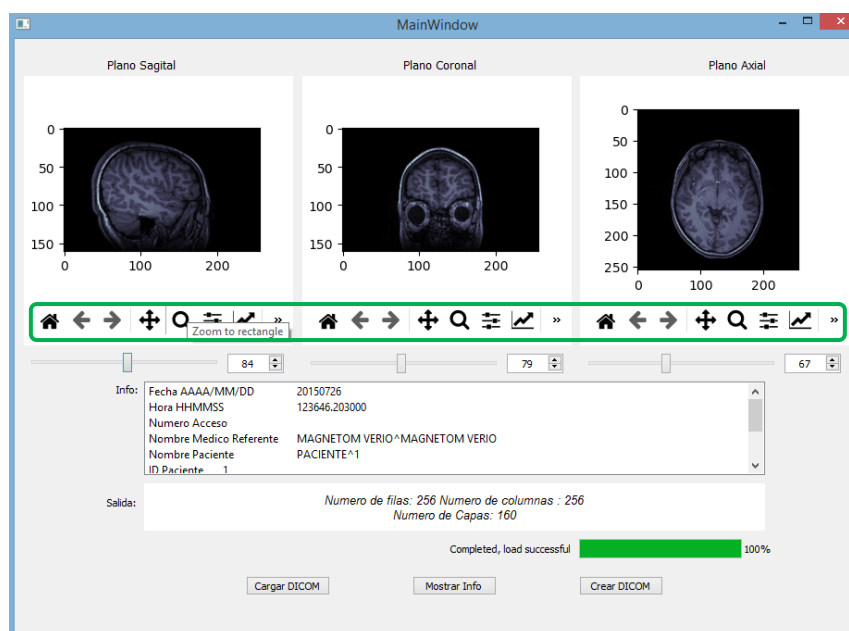 MainWindow
Plano Sagital Plano Coronal Plano Axial
0 0 0
50 50 50
100 100 100
150 150 150
200
250
0 100 200 0 100 200 0 100 200
» » »
Zoom to rectangle
84 79 67
Info: Fecha AAAA/MM/DD 20150726
Hora HHMMSS 123646.203000
Numero Acceso
Nombre Medico Referente MAGNETOM VERIO^MAGNETOM VERIO
Nombre Paciente PACIENTE^1
ID Paciente 1
Salida: Numero de filas: 256 Numero de columnas : 256
Numero de Capas: 160
Completed, load successful 100%
Cargar DICOM Mostrar Info Crear DICOM